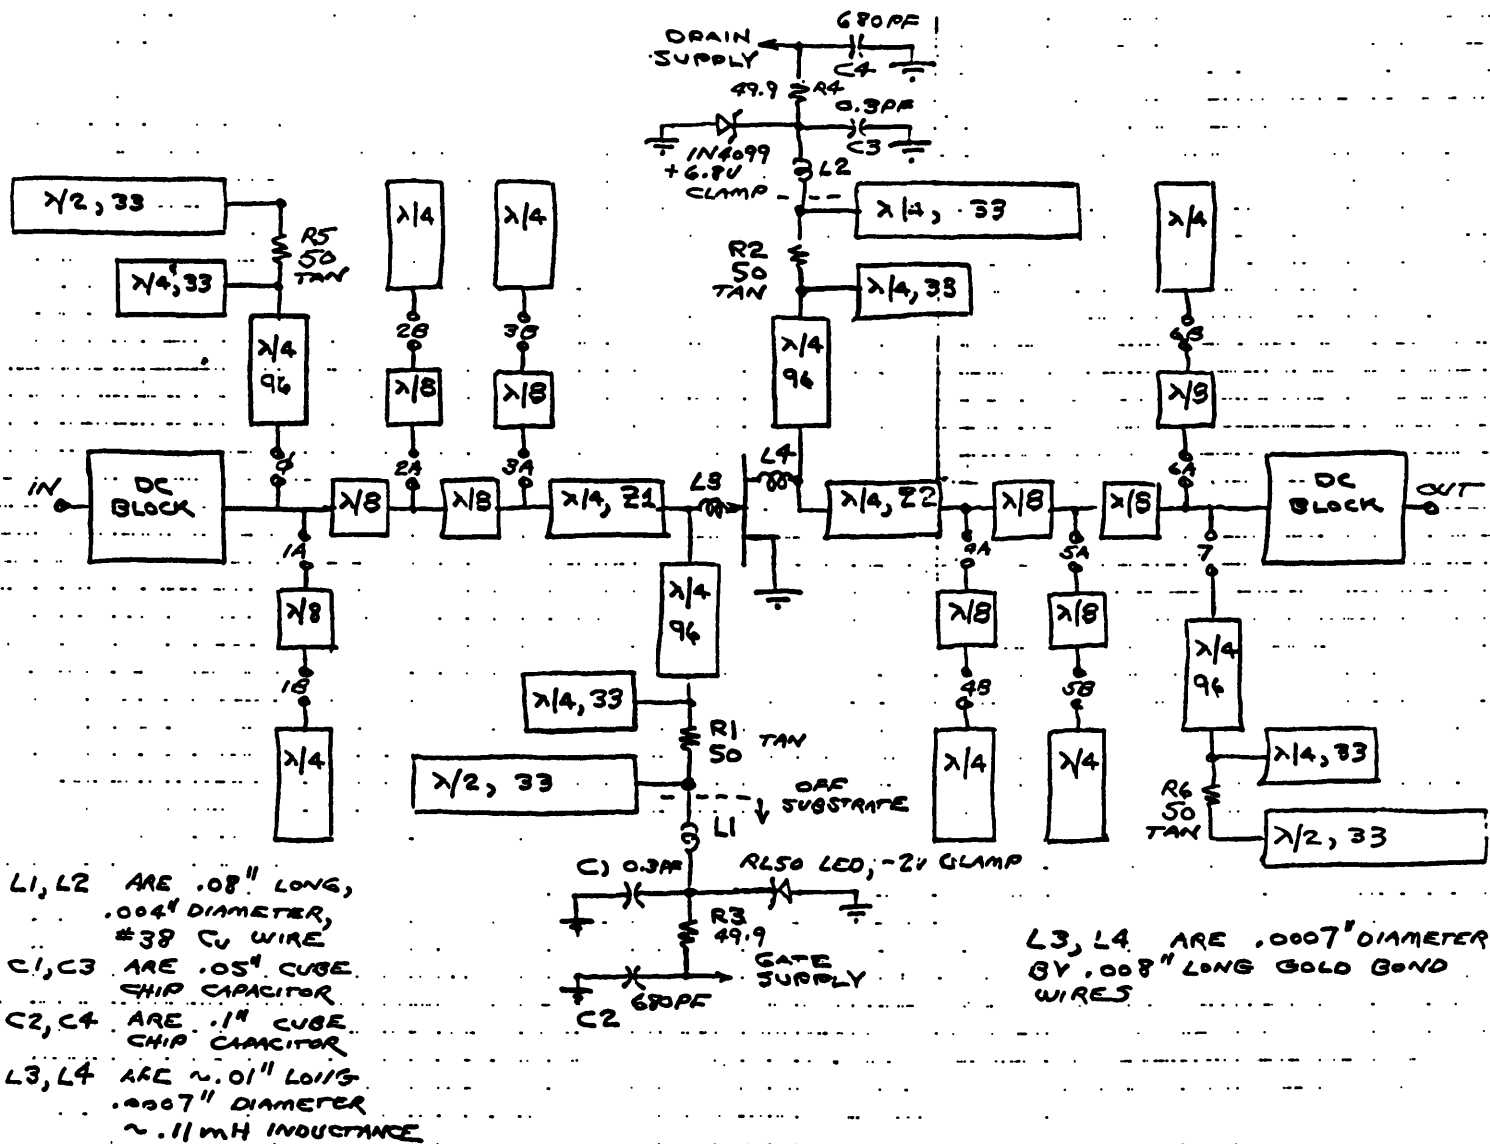 680PF
DRAIN
SUPPLY
C4
49.9 R4
0.3PF
C3
1N4099
+6.8V
CLAMP
L2
λ/2, 33
R5
50
TAN
λ/4, 33
λ/4
96
λ/4
2B
λ/8
2A
λ/4
3B
λ/8
3A
λ/4, 33
R2
50
TAN
λ/4, 33
λ/4
96
λ/4
6B
λ/8
6A
IN
DC
BLOCK
λ/8
λ/8
λ/4, Z1
L3
L4
λ/4, Z2
λ/8
λ/8
DC
BLOCK
OUT
1A
λ/8
1B
λ/4
λ/4
96
λ/4, 33
R1
50
TAN
λ/2, 33
OFF
SUBSTRATE
L1
4A
λ/8
4B
λ/4
5A
λ/8
5B
λ/4
7
λ/4
96
λ/4, 33
R6
50
TAN
λ/2, 33
0.3PF
RL50 LED, -2V CLAMP
R3
49.9
GATE
SUPPLY
680PF
C2
L1, L2 ARE .08" LONG,
.004" DIAMETER,
#38 CU WIRE
C1, C3 ARE .05" CUBE
CHIP CAPACITOR
C2, C4 ARE .1" CUBE
CHIP CAPACITOR
L3, L4 ARE ~.01" LONG
.0007" DIAMETER
~ .11 mH INDUCTANCE
L3, L4 ARE .0007" DIAMETER
BY .008" LONG GOLD BOND
WIRES